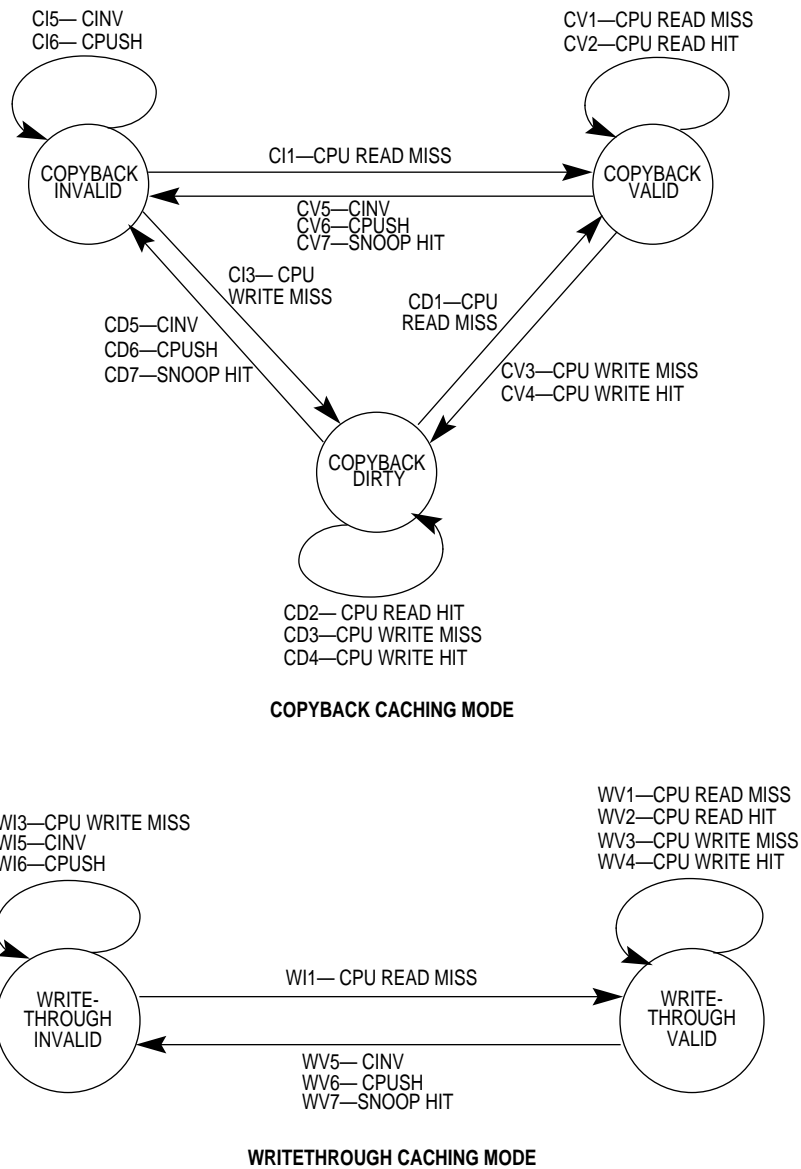 CI5— CINV
CI6— CPUSH
CV1—CPU READ MISS
CV2—CPU READ HIT
COPYBACK
INVALID
CI1—CPU READ MISS
COPYBACK
VALID
CV5—CINV
CV6—CPUSH
CV7—SNOOP HIT
CI3— CPU
WRITE MISS
CD1—CPU
READ MISS
CD5—CINV
CD6—CPUSH
CD7—SNOOP HIT
CV3—CPU WRITE MISS
CV4—CPU WRITE HIT
COPYBACK
DIRTY
CD2— CPU READ HIT
CD3—CPU WRITE MISS
CD4—CPU WRITE HIT
COPYBACK CACHING MODE
WI3—CPU WRITE MISS
WI5—CINV
WI6—CPUSH
WV1—CPU READ MISS
WV2—CPU READ HIT
WV3—CPU WRITE MISS
WV4—CPU WRITE HIT
WRITE-
THROUGH
INVALID
WI1— CPU READ MISS
WRITE-
THROUGH
VALID
WV5— CINV
WV6— CPUSH
WV7—SNOOP HIT
WRITETHROUGH CACHING MODE